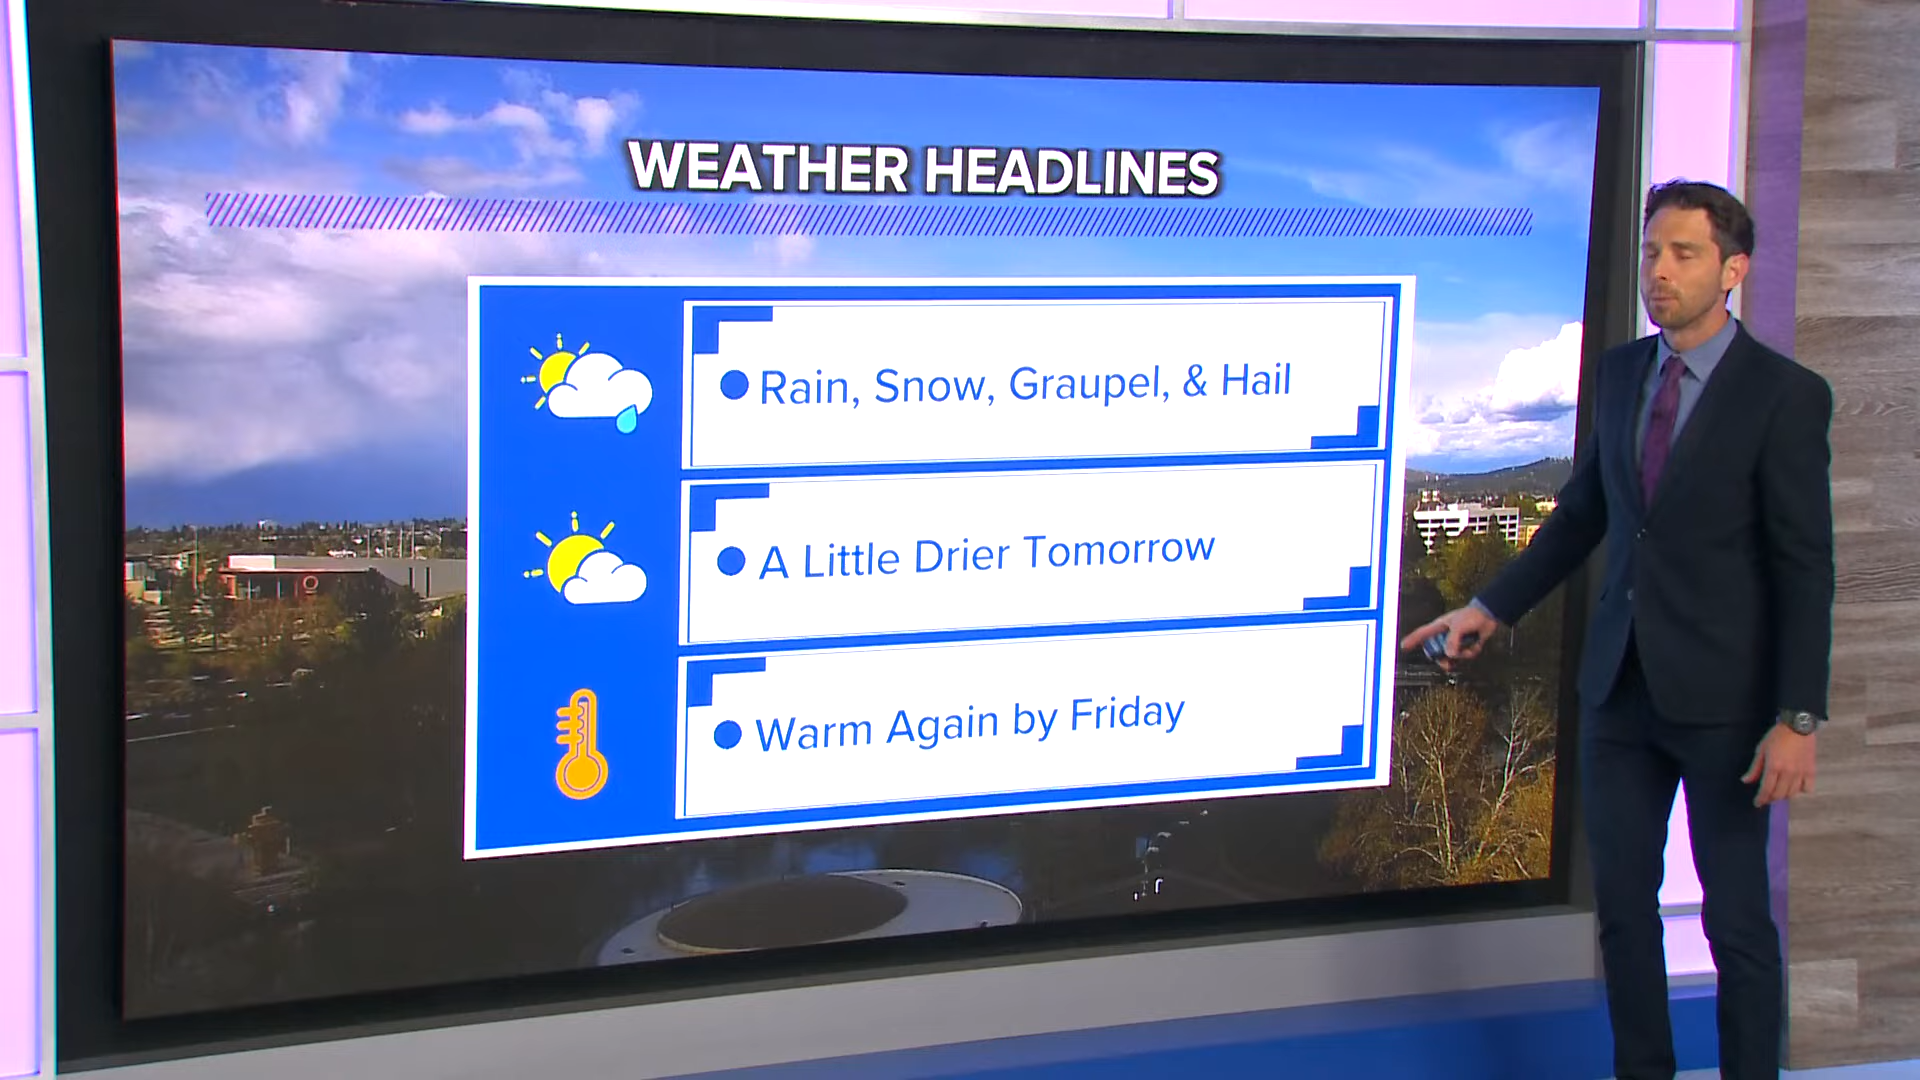 WEATHER HEADLINES
Rain, Snow, Graupel, & Hail
A Little Drier Tomorrow
Warm Again by Friday